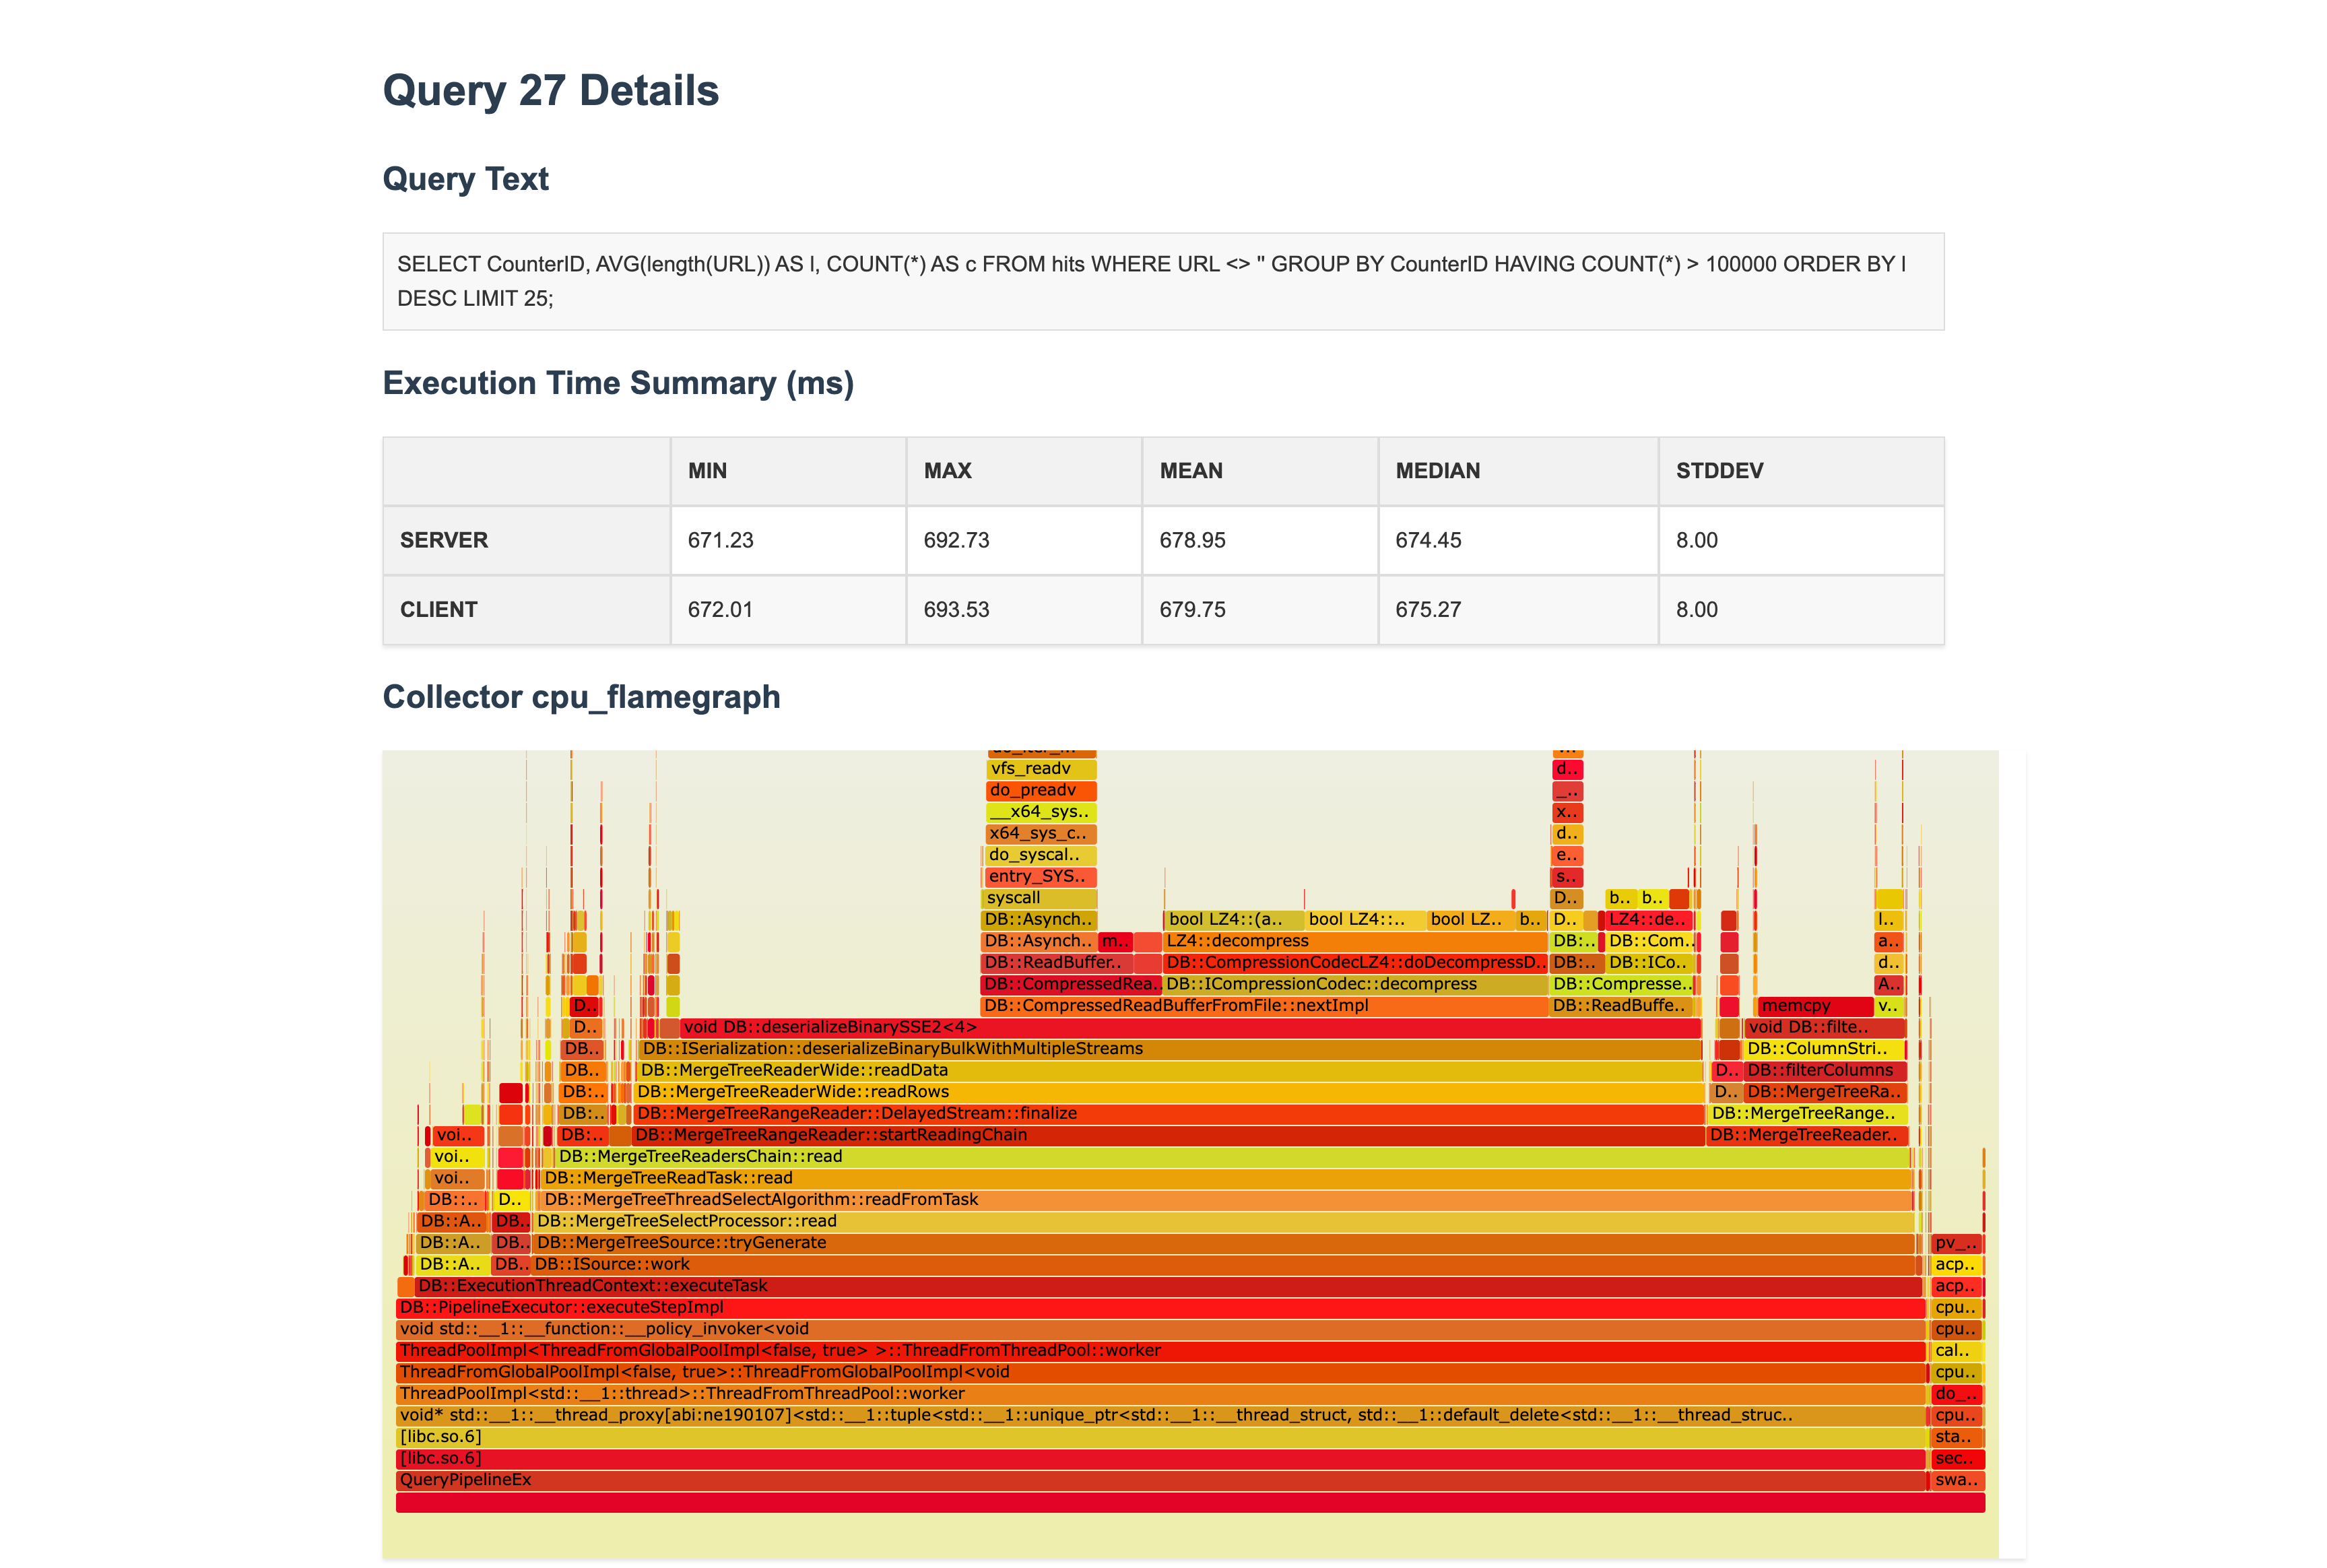 Query 27 Details
Query Text
SELECT CounterID, AVG(length(URL)) AS l, COUNT(*) AS c FROM hits WHERE URL <> '' GROUP BY CounterID HAVING COUNT(*) > 100000 ORDER BY l
DESC LIMIT 25;
Execution Time Summary (ms)
MIN MAX MEAN MEDIAN STDDEV
SERVER 671.23 692.73 678.95 674.45 8.00
CLIENT 672.01 693.53 679.75 675.27 8.00
Collector cpu_flamegraph
vfs_readv d..
do_preadv _..
__x64_sys.. x..
x64_sys_c.. d..
do_syscal.. e..
entry_SYS.. s..
syscall D.. b.. b..
DB::Asynch.. bool LZ4::(a.. bool LZ4::.. bool LZ.. b.. D.. LZ4::de.. l..
DB::Asynch.. m.. LZ4::decompress DB::.. DB::Com.. a..
DB::ReadBuffer.. DB::CompressionCodecLZ4::doDecompressD.. DB::.. DB::ICo.. d..
DB::CompressedRea.. DB::ICompressionCodec::decompress DB::Compresse.. A..
D.. DB::CompressedReadBufferFromFile::nextImpl DB::ReadBuffe.. memcpy v..
D.. void DB::deserializeBinarySSE2<4> void DB::filte..
DB.. DB::ISerialization::deserializeBinaryBulkWithMultipleStreams DB::ColumnStri..
DB.. DB::MergeTreeReaderWide::readData D.. DB::filterColumns
DB:.. DB::MergeTreeReaderWide::readRows D.. DB::MergeTreeRa..
DB:.. DB::MergeTreeRangeReader::DelayedStream::finalize DB::MergeTreeRange..
voi.. DB:.. DB::MergeTreeRangeReader::startReadingChain DB::MergeTreeReader..
voi.. DB::MergeTreeReadersChain::read
voi.. DB::MergeTreeReadTask::read
DB::.. D.. DB::MergeTreeThreadSelectAlgorithm::readFromTask
DB::A.. DB.. DB::MergeTreeSelectProcessor::read
DB::A.. DB.. DB::MergeTreeSource::tryGenerate pv_..
DB::A.. DB.. DB::ISource::work acp..
DB::ExecutionThreadContext::executeTask acp..
DB::PipelineExecutor::executeStepImpl cpu..
void std::__1::__function::__policy_invoker<void cpu..
ThreadPoolImpl<ThreadFromGlobalPoolImpl<false, true> >::ThreadFromThreadPool::worker cal..
ThreadFromGlobalPoolImpl<false, true>::ThreadFromGlobalPoolImpl<void cpu..
ThreadPoolImpl<std::__1::thread>::ThreadFromThreadPool::worker do_..
void* std::__1::__thread_proxy[abi:ne190107]<std::__1::tuple<std::__1::unique_ptr<std::__1::__thread_struct, std::__1::default_delete<std::__1::__thread_struc.. cpu..
[libc.so.6] sta..
[libc.so.6] sec..
QueryPipelineEx swa..